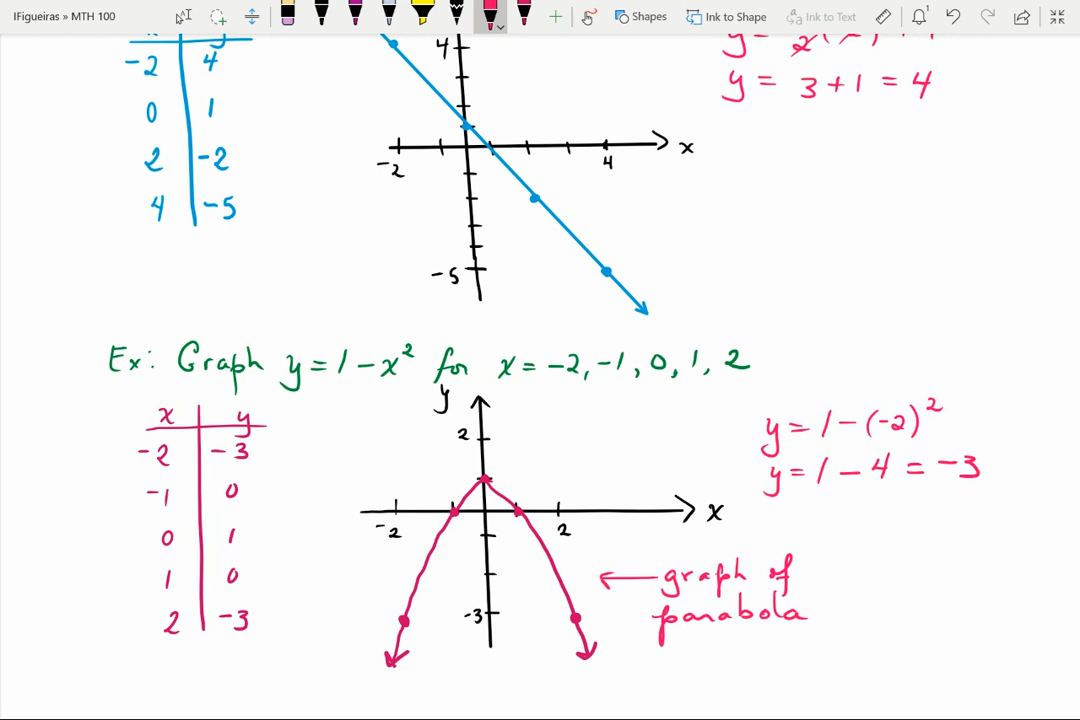 IFigueiras » MTH 100
Shapes
Ink to Shape
Ink to Text
1
x y
-2 4
0 1
2 -2
4 -5
4
-2
4
x
-5
y = 3 + 1 = 4
Ex: Graph y = 1 - x² for x = -2, -1, 0, 1, 2
x y
-2 -3
-1 0
0 1
1 0
2 -3
y
2
-2
2
x
-3
y = 1 - (-2)²
y = 1 - 4 = -3
graph of
parabola